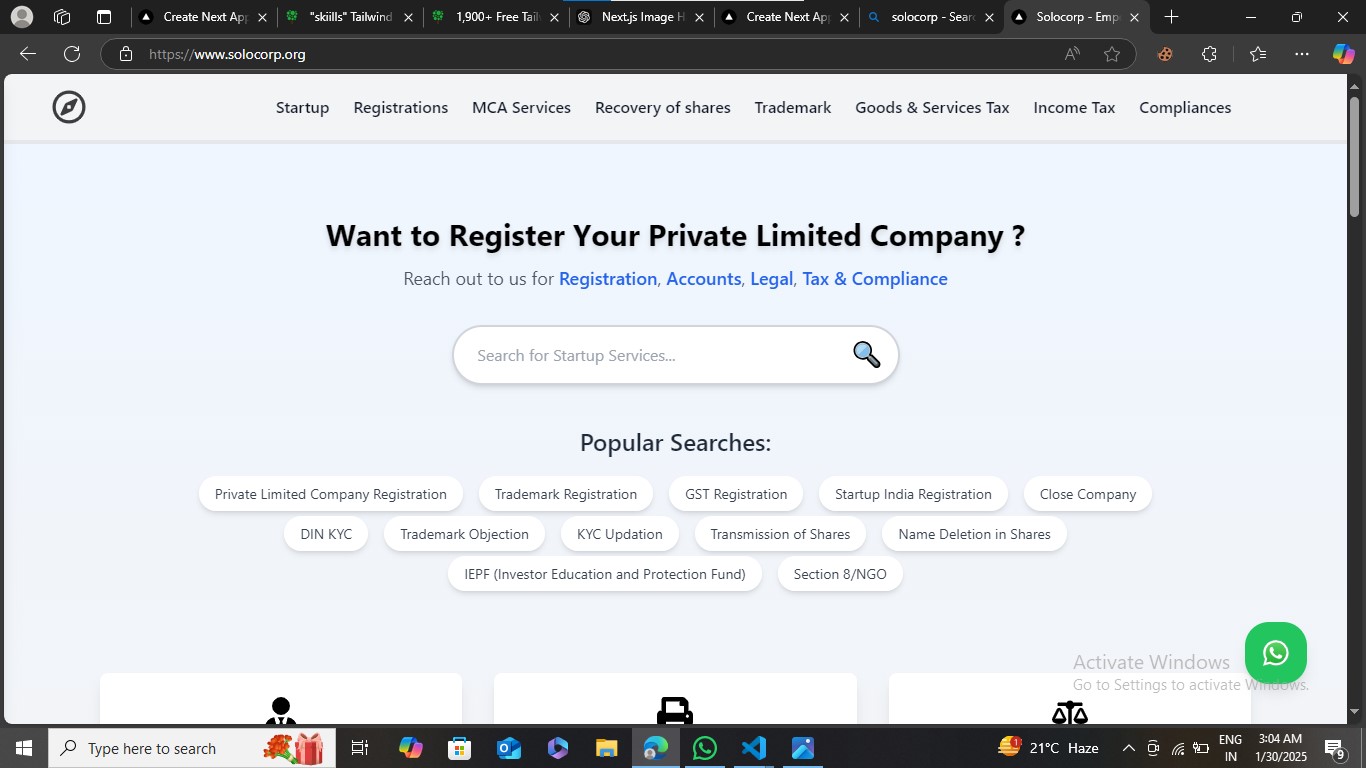 Create Next App
"skiills" Tailwind
1,900+ Free Tail
Next.js Image H
Create Next App
solocorp - Sear
Solocorp - Emp
https://www.solocorp.org
Startup
Registrations
MCA Services
Recovery of shares
Trademark
Goods & Services Tax
Income Tax
Compliances
Want to Register Your Private Limited Company ?
Reach out to us for Registration, Accounts, Legal, Tax & Compliance
Search for Startup Services...
Popular Searches:
Private Limited Company Registration
Trademark Registration
GST Registration
Startup India Registration
Close Company
DIN KYC
Trademark Objection
KYC Updation
Transmission of Shares
Name Deletion in Shares
IEPF (Investor Education and Protection Fund)
Section 8/NGO
Activate Windows
Go to Settings to activate Windows.
Type here to search
1
21°C Haze
ENG
IN
3:04 AM
1/30/2025
9